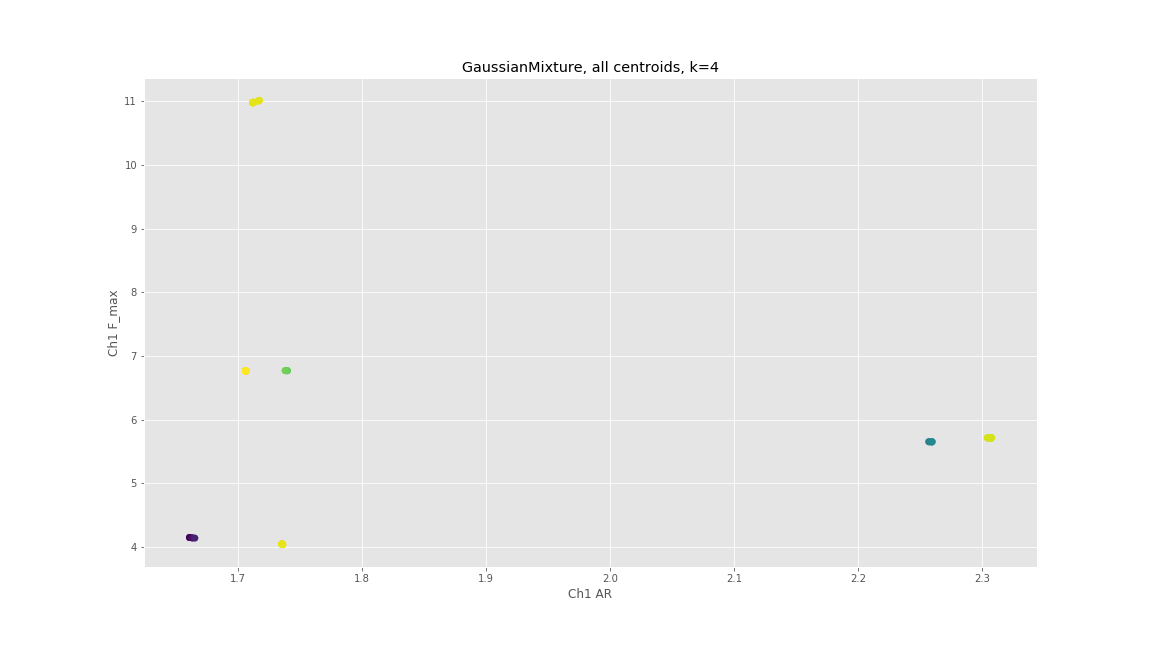 GaussianMixture, all centroids, k=4
11
10
9
8
7
6
5
4
Ch1 F_max
1.7 1.8 1.9 2.0 2.1 2.2 2.3
Ch1 AR